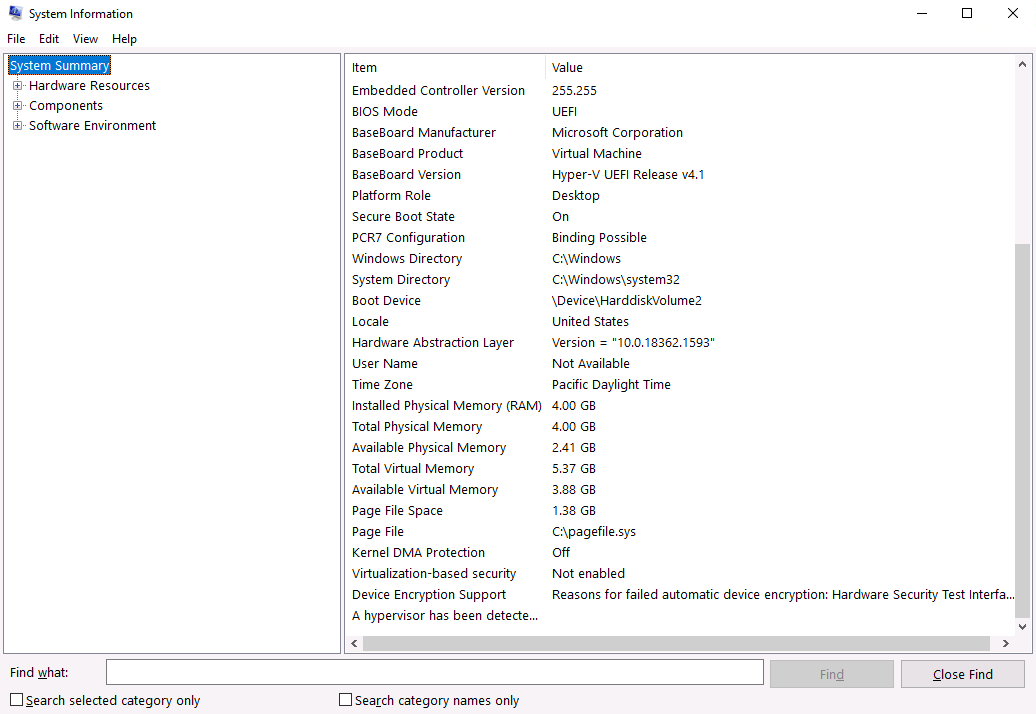 System Information
File Edit View Help
System Summary
Hardware Resources
Components
Software Environment
Item Value
Embedded Controller Version 255.255
BIOS Mode UEFI
BaseBoard Manufacturer Microsoft Corporation
BaseBoard Product Virtual Machine
BaseBoard Version Hyper-V UEFI Release v4.1
Platform Role Desktop
Secure Boot State On
PCR7 Configuration Binding Possible
Windows Directory C:\Windows
System Directory C:\Windows\system32
Boot Device \Device\HarddiskVolume2
Locale United States
Hardware Abstraction Layer Version = "10.0.18362.1593"
User Name Not Available
Time Zone Pacific Daylight Time
Installed Physical Memory (RAM) 4.00 GB
Total Physical Memory 4.00 GB
Available Physical Memory 2.41 GB
Total Virtual Memory 5.37 GB
Available Virtual Memory 3.88 GB
Page File Space 1.38 GB
Page File C:\pagefile.sys
Kernel DMA Protection Off
Virtualization-based security Not enabled
Device Encryption Support Reasons for failed automatic device encryption: Hardware Security Test Interfa...
A hypervisor has been detecte...
Find what: Find Close Find
Search selected category only Search category names only